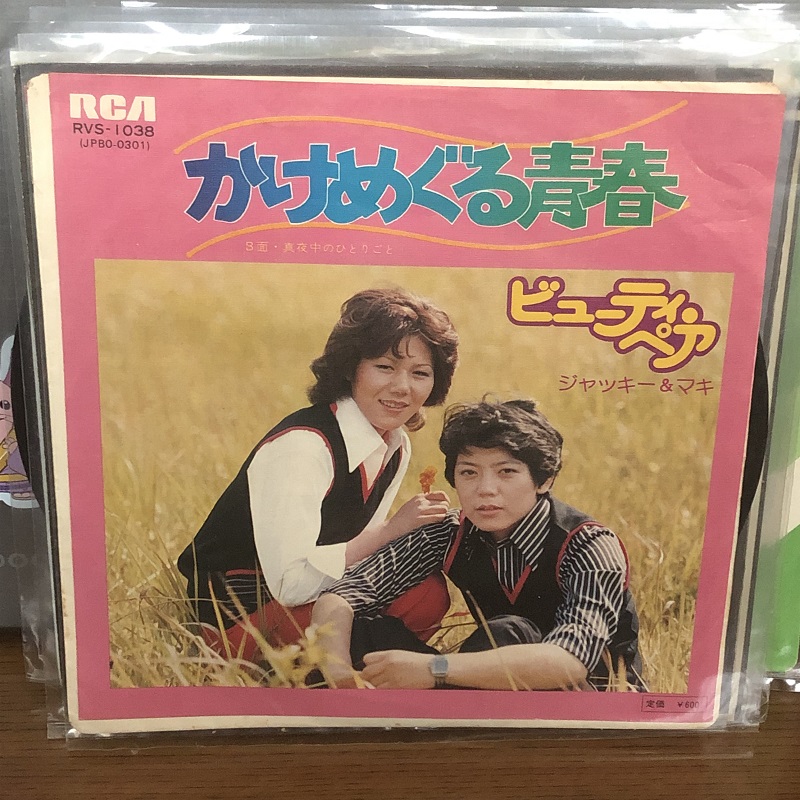 RCA
RVS-1038
(JPBO-0301)
かけめぐる青春
B面・真夜中のひとりごと
ビューティ・
ペア
ジャッキー&マキ
定価 ¥600